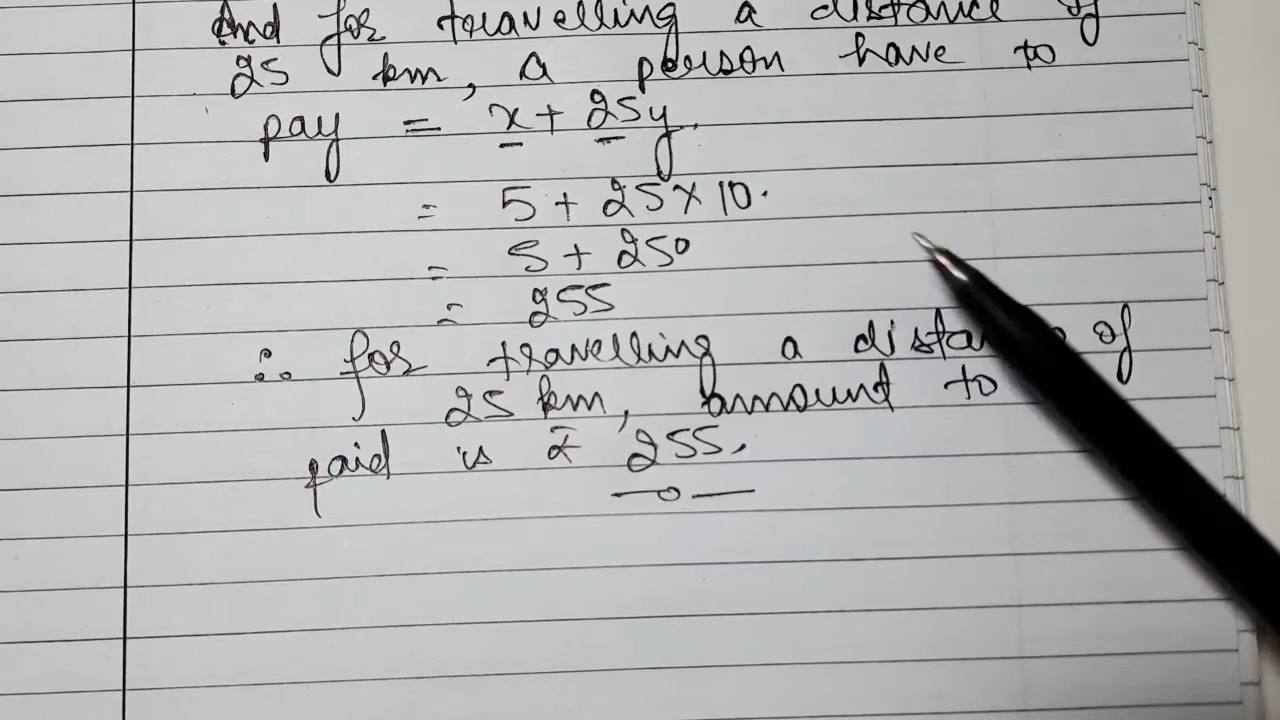 And for travelling a distance of
25 km, a person have to
pay = x + 25y.
= 5 + 25 × 10.
= 5 + 250
= 255
∴ for travelling a distance of
25 km, amount to
paid is ₹ 255.